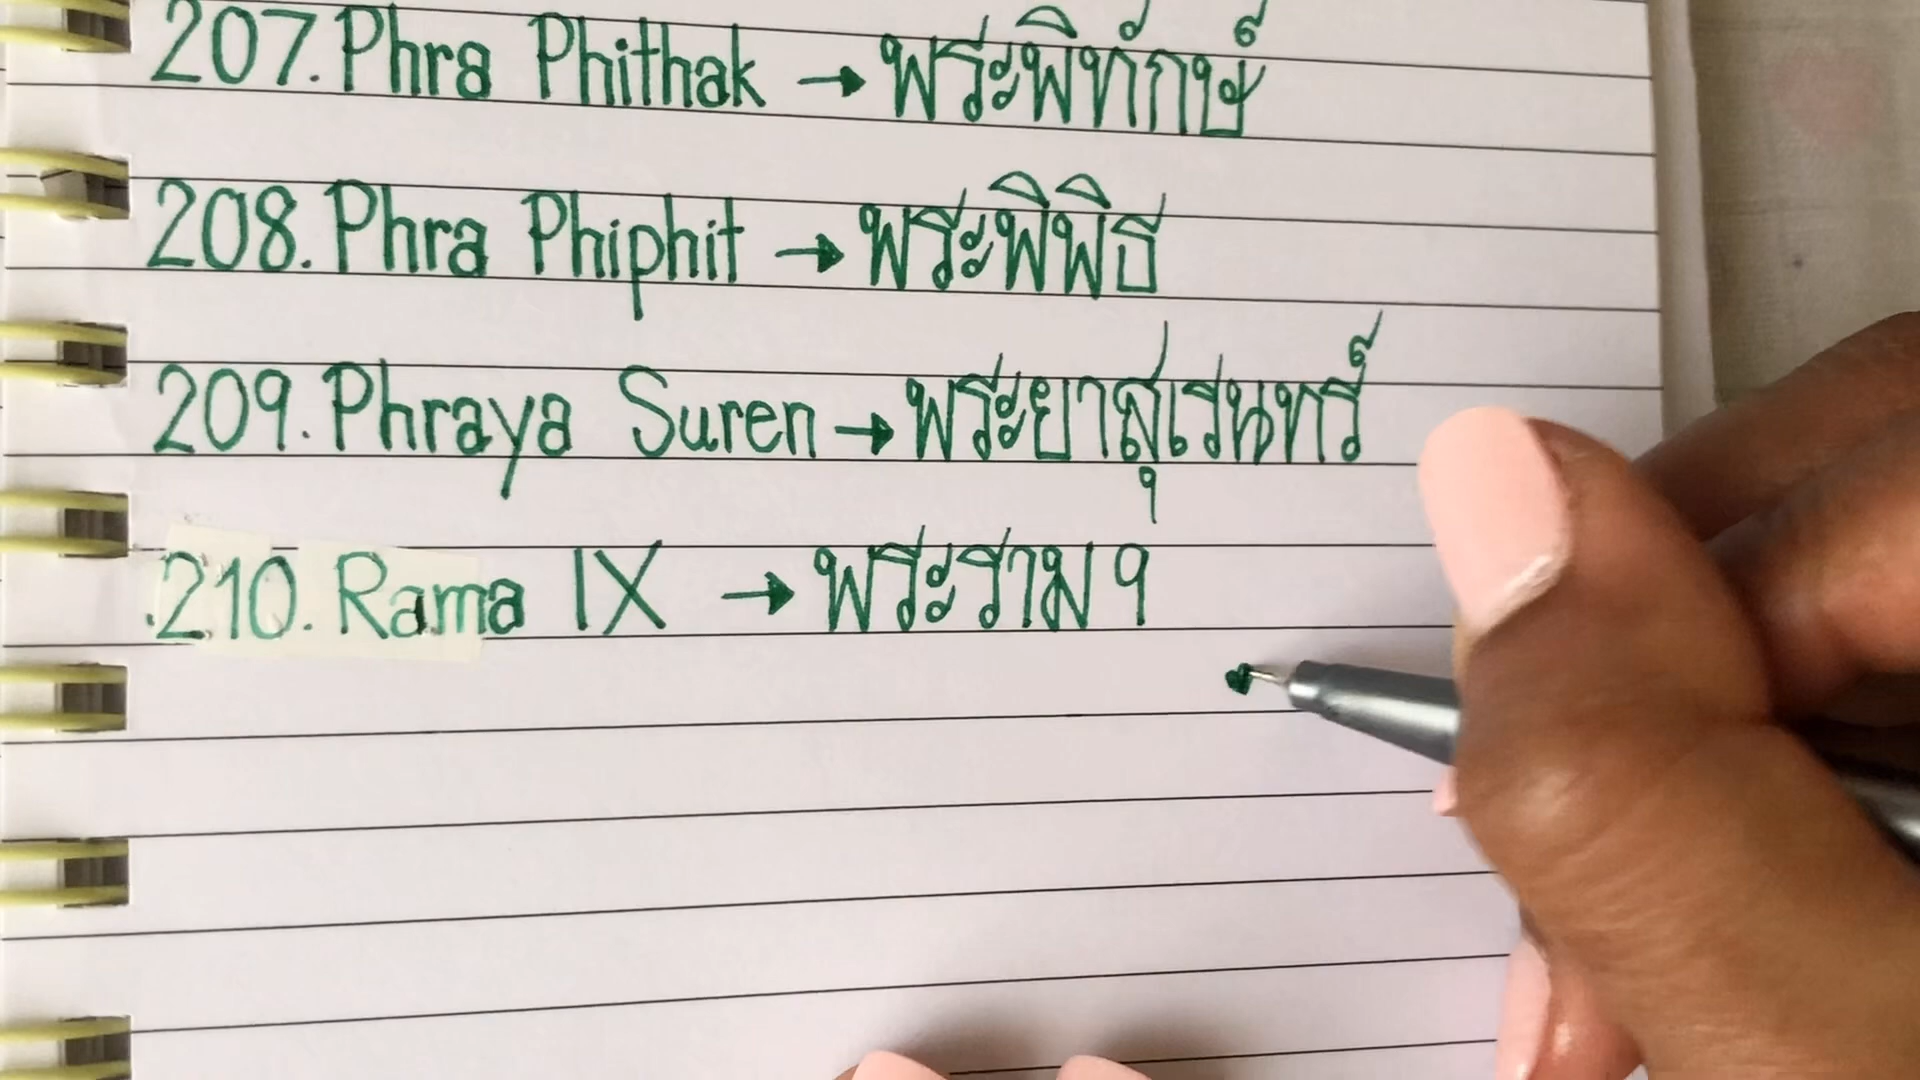 207. Phra Phithak → พระพิทักษ์
208. Phra Phiphit → พระพิพิธ
209. Phraya Suren → พระยาสุเรนทร์
210. Rama IX → พระราม ๑